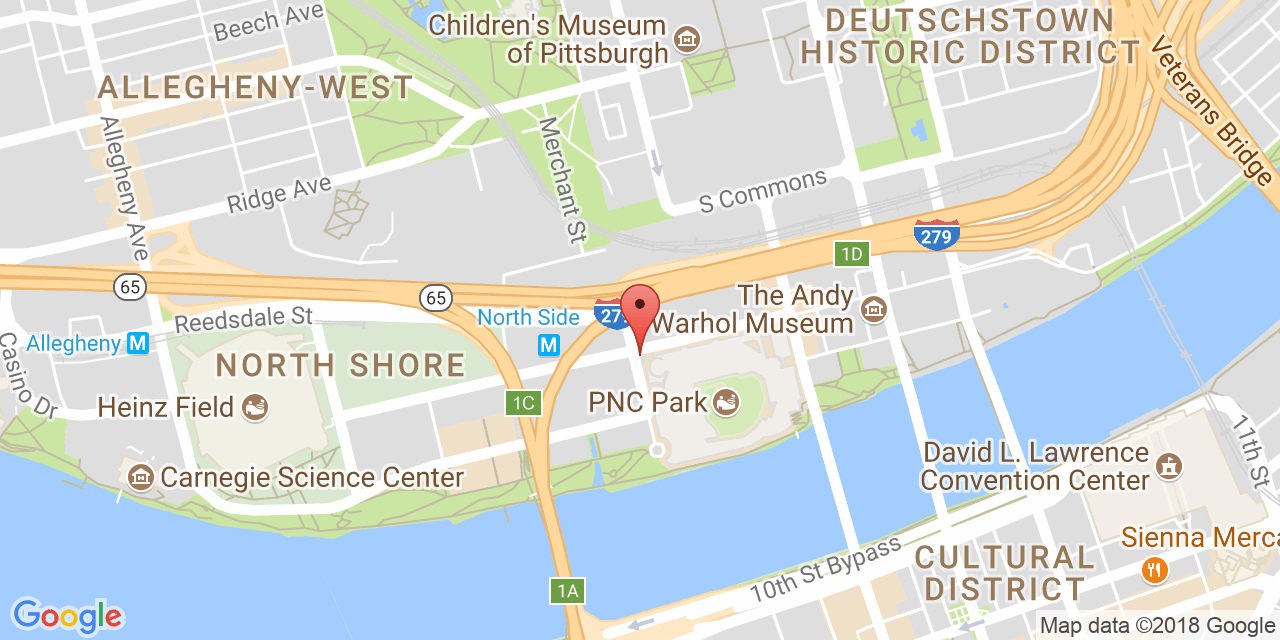 Beech Ave
Children's Museum
of Pittsburgh
DEUTSCHSTOWN
HISTORIC DISTRICT
Veterans Bridge
ALLEGHENY-WEST
Allegheny Ave
Merchant St
Ridge Ave
S Commons
279
1D
65
65
The Andy
Warhol Museum
North Side
M
27
Reedsdale St
Allegheny M
Casino Dr
NORTH SHORE
Heinz Field
1C
PNC Park
11th St
David L. Lawrence
Convention Center
Carnegie Science Center
Sienna Merca
10th St Bypass
CULTURAL
DISTRICT
1A
Google
Map data ©2018 Google